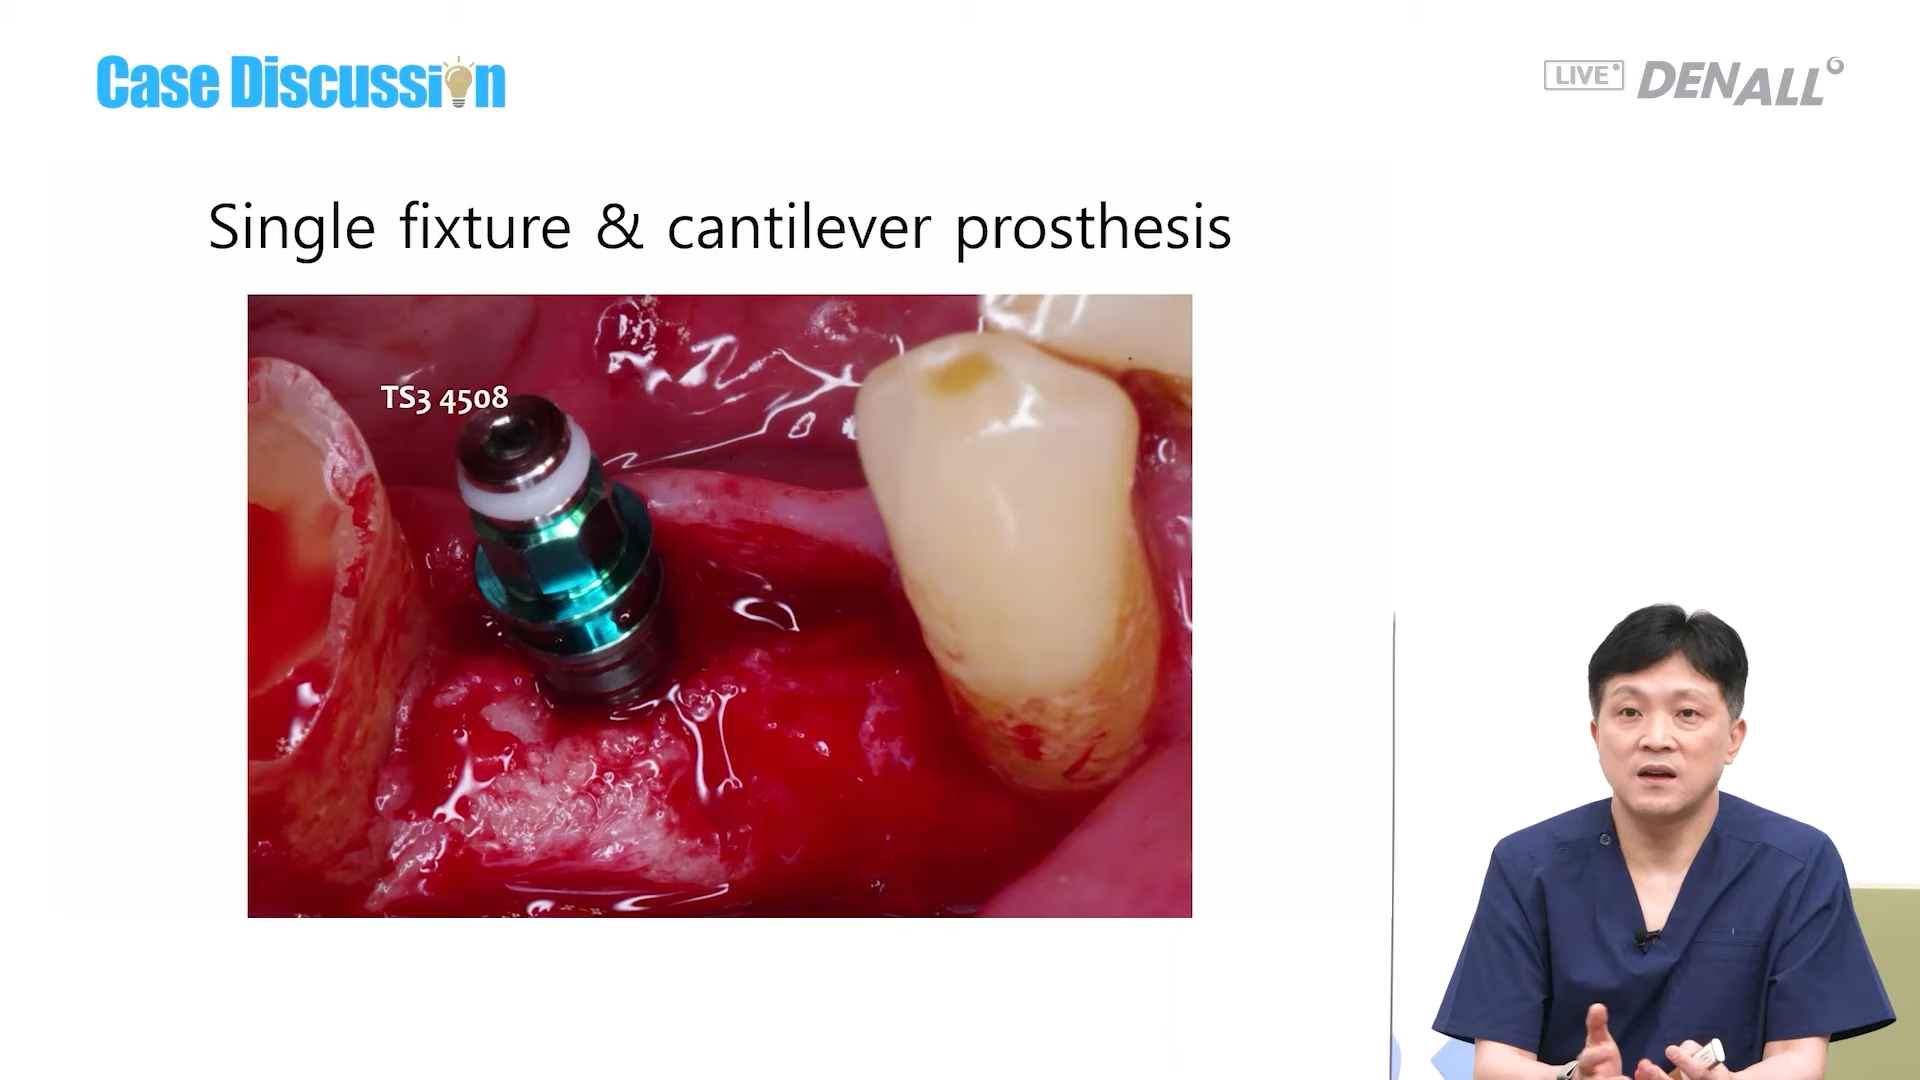 Case Discussion
LIVE DENALL
Single fixture & cantilever prosthesis
TS3 4508